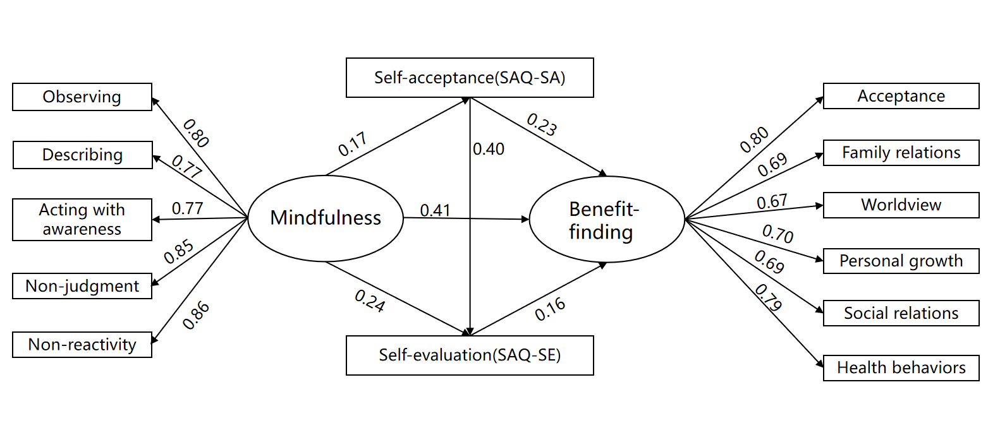 Self-acceptance(SAQ-SA)
Observing
Describing
Acting with
awareness
Non-judgment
Non-reactivity
0.80
0.77
0.77
0.85
0.86
Mindfulness
0.17
0.41
0.24
0.40
0.23
0.16
Benefit-
finding
Self-evaluation(SAQ-SE)
0.80
0.69
0.67
0.70
0.69
0.79
Acceptance
Family relations
Worldview
Personal growth
Social relations
Health behaviors